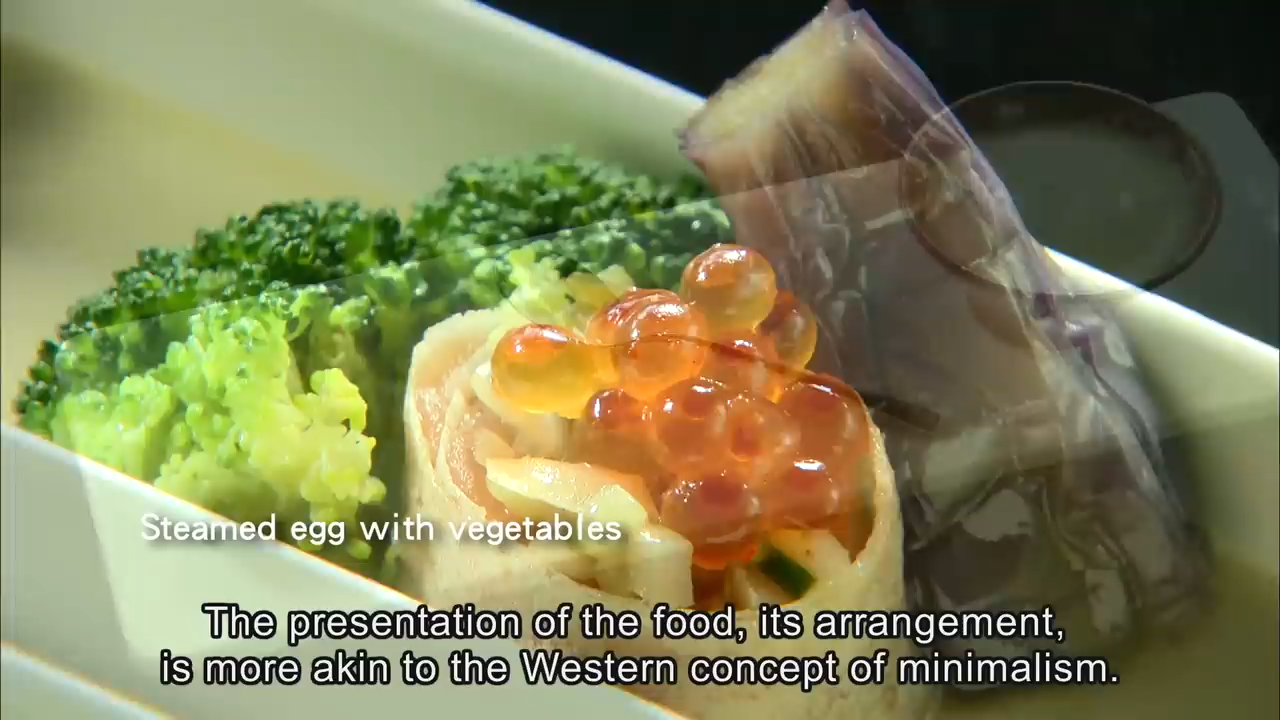 Steamed egg with vegetables
The presentation of the food, its arrangement,
is more akin to the Western concept of minimalism.